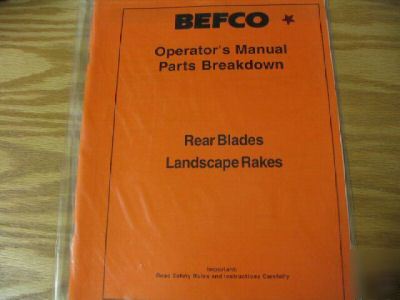 BEFCO
Operator's Manual
Parts Breakdown
Rear Blades
Landscape Rakes
Important:
Read Safety Rules and Instructions Carefully